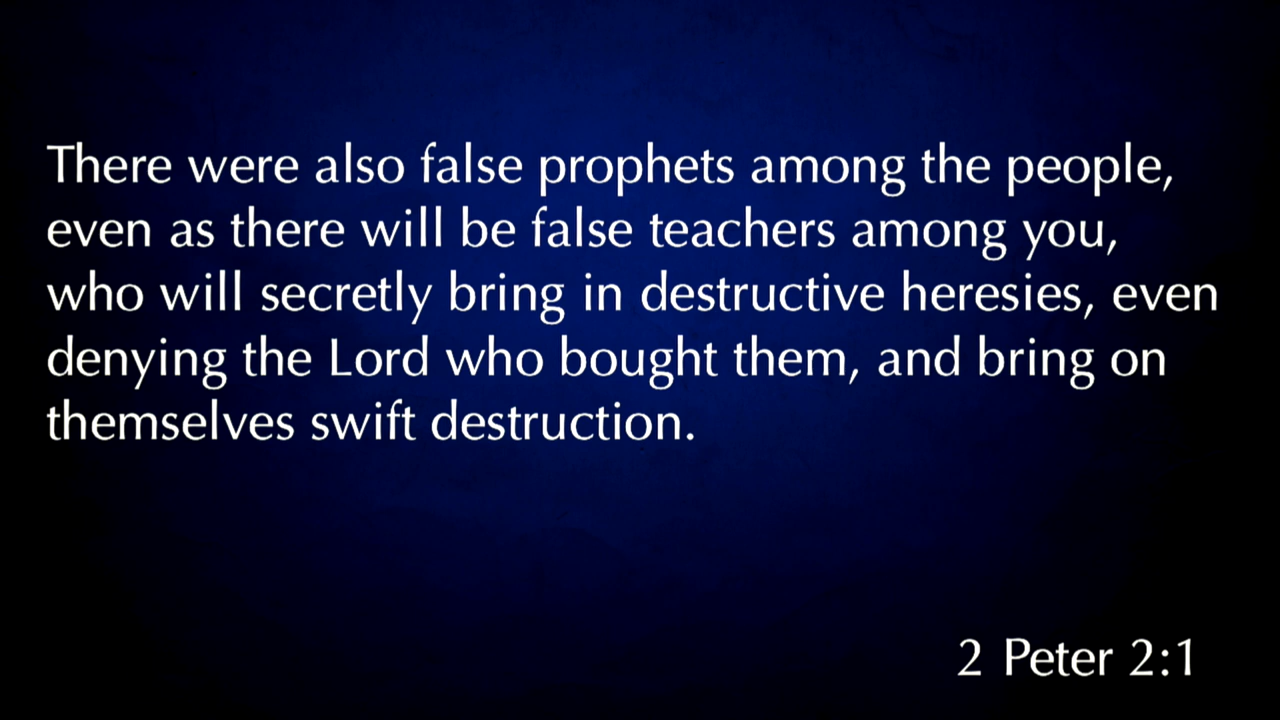 There were also false prophets among the people,
even as there will be false teachers among you,
who will secretly bring in destructive heresies, even
denying the Lord who bought them, and bring on
themselves swift destruction.
2 Peter 2:1